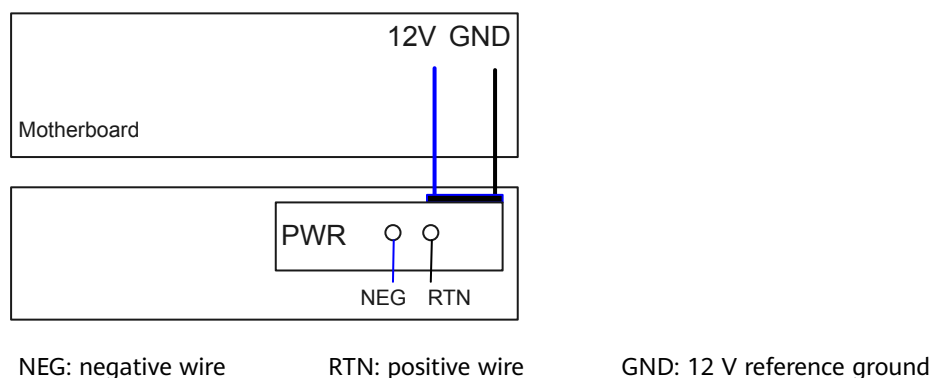 12V GND
Motherboard
PWR
NEG RTN
NEG: negative wire RTN: positive wire GND: 12 V reference ground